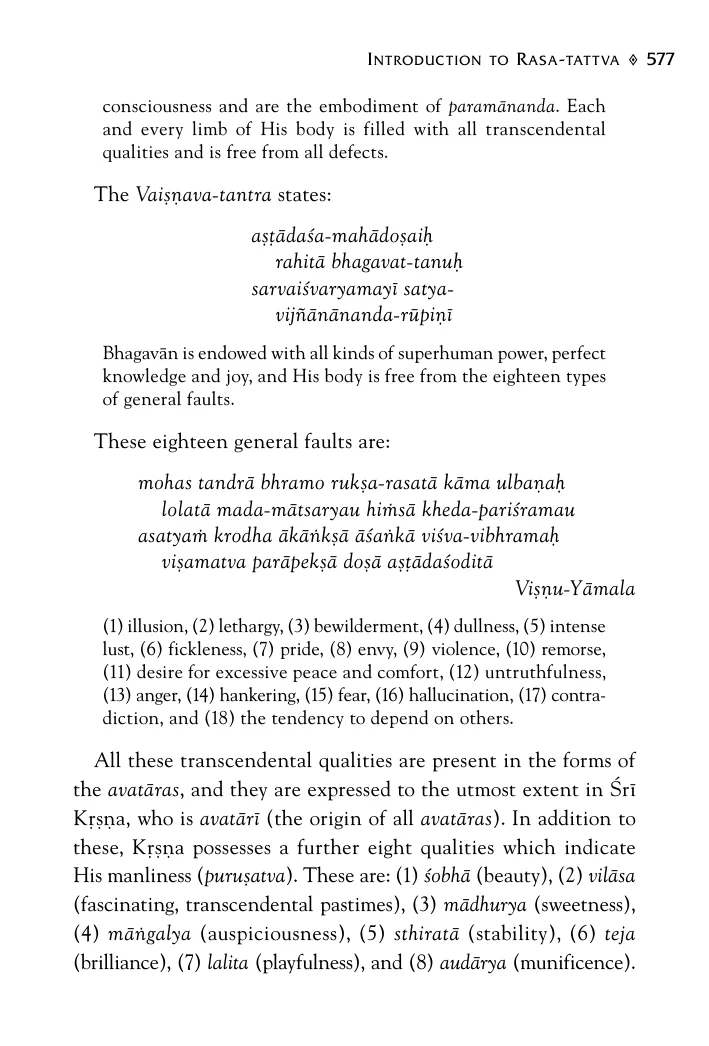 INTRODUCTION TO RASA-TATTVA ◊ 577
consciousness and are the embodiment of paramānanda. Each
and every limb of His body is filled with all transcendental
qualities and is free from all defects.
The Vaiṣṇava-tantra states:
aṣṭādaśa-mahādoṣaiḥ
rahitā bhagavat-tanuḥ
sarvaiśvaryamayī satya-
vijñānānanda-rūpiṇī
Bhagavān is endowed with all kinds of superhuman power, perfect
knowledge and joy, and His body is free from the eighteen types
of general faults.
These eighteen general faults are:
mohas tandrā bhramo rukṣa-rasatā kāma ulbaṇaḥ
lolatā mada-mātsaryau hiṁsā kheda-pariśramau
asatyaṁ krodha ākāṅkṣā āśaṅkā viśva-vibhramaḥ
viṣamatva parāpekṣā doṣā aṣṭādaśoditā
Viṣṇu-Yāmala
(1) illusion, (2) lethargy, (3) bewilderment, (4) dullness, (5) intense
lust, (6) fickleness, (7) pride, (8) envy, (9) violence, (10) remorse,
(11) desire for excessive peace and comfort, (12) untruthfulness,
(13) anger, (14) hankering, (15) fear, (16) hallucination, (17) contra-
diction, and (18) the tendency to depend on others.
All these transcendental qualities are present in the forms of
the avatāras, and they are expressed to the utmost extent in Śrī
Kṛṣṇa, who is avatārī (the origin of all avatāras). In addition to
these, Kṛṣṇa possesses a further eight qualities which indicate
His manliness (puruṣatva). These are: (1) śobhā (beauty), (2) vilāsa
(fascinating, transcendental pastimes), (3) mādhurya (sweetness),
(4) māṅgalya (auspiciousness), (5) sthiratā (stability), (6) teja
(brilliance), (7) lalita (playfulness), and (8) audārya (munificence).